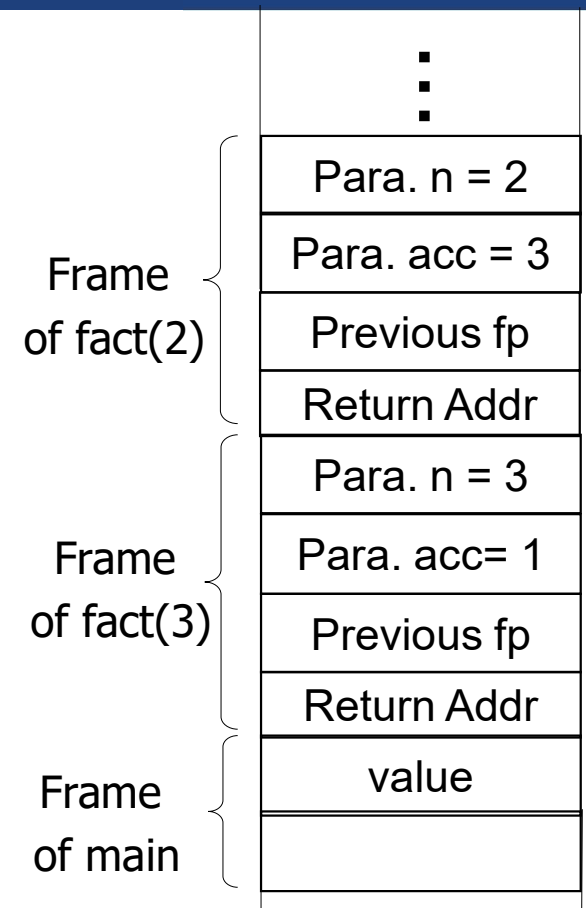 Frame
of fact(2)
Para. n = 2
Para. acc = 3
Previous fp
Return Addr
Frame
of fact(3)
Para. n = 3
Para. acc= 1
Previous fp
Return Addr
Frame
of main
value